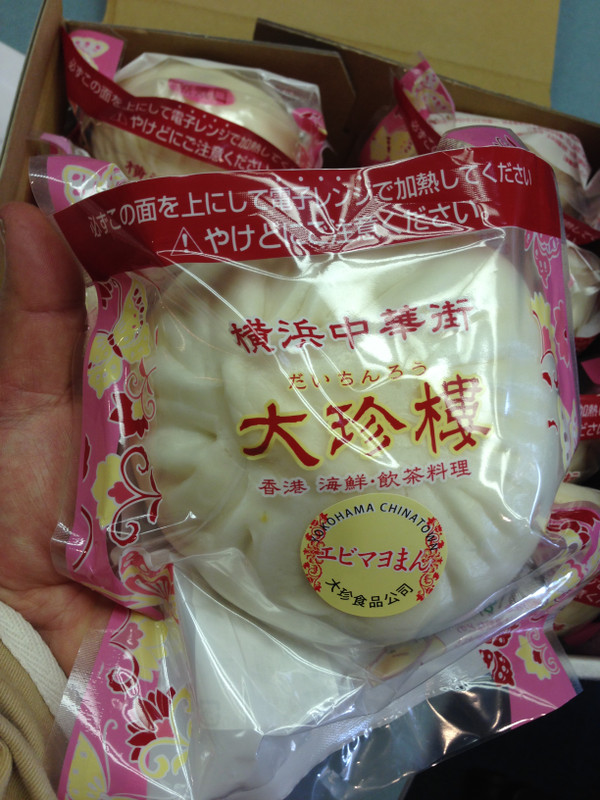 必ずこの面を上にして電子レンジで加熱し
やけどにご注意ください
必ずこの面を上にして電子レンジで加熱してください
やけどにご注意ください。
横浜中華街
だいちんろう
大珍樓
香港 海鮮・飲茶料理
YOKOHAMA CHINATOWN
エビマヨまん
大珍食品公司